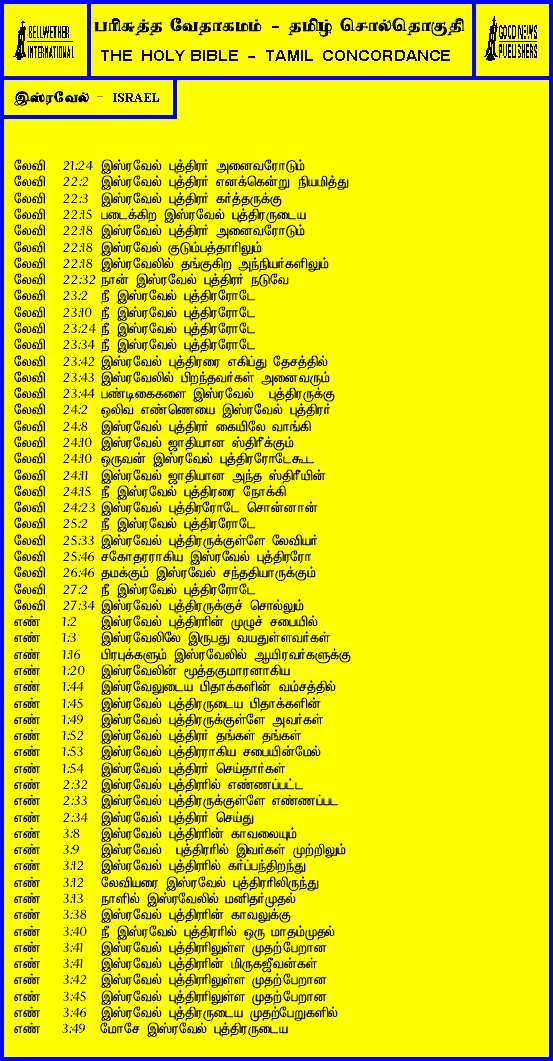 BELLWETHER
INTERNATIONAL
பரிசுத்த வேதாகமம் - தமிழ் சொல்தொகுதி
THE HOLY BIBLE - TAMIL CONCORDANCE
GOOD NEWS
PUBLISHERS
இஸ்ரவேல் - ISRAEL
லேவி 21:24 இஸ்ரவேல் புத்திரர் அனைவரோடும்
லேவி 22:2 இஸ்ரவேல் புத்திரர் எனக்கென்று நியமித்து
லேவி 22:3 இஸ்ரவேல் புத்திரர் கர்த்தருக்கு
லேவி 22:15 படைக்கிற இஸ்ரவேல் புத்திரருடைய
லேவி 22:18 இஸ்ரவேல் புத்திரர் அனைவரோடும்
லேவி 22:18 இஸ்ரவேல் குடும்பத்தாரிலும்
லேவி 22:18 இஸ்ரவேலில் தங்குகிற அந்நியர்களிலும்
லேவி 22:32 நான் இஸ்ரவேல் புத்திரர் நடுவே
லேவி 23:2 நீ இஸ்ரவேல் புத்திரரோடே
லேவி 23:10 நீ இஸ்ரவேல் புத்திரரோடே
லேவி 23:24 நீ இஸ்ரவேல் புத்திரரோடே
லேவி 23:34 நீ இஸ்ரவேல் புத்திரரோடே
லேவி 23:42 இஸ்ரவேல் புத்திரரை எகிப்து தேசத்தில்
லேவி 23:43 இஸ்ரவேலில் பிறந்தவர்கள் அனைவரும்
லேவி 23:44 பண்டிகைகளை இஸ்ரவேல் புத்திரருக்கு
லேவி 24:2 ஒலிவ எண்ணெயை இஸ்ரவேல் புத்திரர்
லேவி 24:8 இஸ்ரவேல் புத்திரர் கையிலே வாங்கி
லேவி 24:10 இஸ்ரவேல் ஜாதியான ஸ்திரீக்கும்
லேவி 24:10 ஒருவன் இஸ்ரவேல் புத்திரரோடேகூட
லேவி 24:11 இஸ்ரவேல் ஜாதியான அந்த ஸ்திரீயின்
லேவி 24:15 நீ இஸ்ரவேல் புத்திரரை நோக்கி
லேவி 24:23 இஸ்ரவேல் புத்திரரோடே சொன்னான்
லேவி 25:2 நீ இஸ்ரவேல் புத்திரரோடே
லேவி 25:33 இஸ்ரவேல் புத்திரருக்குள்ளே லேவியர்
லேவி 25:46 சகோதரராகிய இஸ்ரவேல் புத்திரரோ
லேவி 26:46 தமக்கும் இஸ்ரவேல் சந்ததியாருக்கும்
லேவி 27:2 நீ இஸ்ரவேல் புத்திரரோடே
லேவி 27:34 இஸ்ரவேல் புத்திரருக்குச் சொல்லும்
எண் 1:2 இஸ்ரவேல் புத்திரரின் முழுச் சபையில்
எண் 1:3 இஸ்ரவேலிலே இருபது வயதுள்ளவர்கள்
எண் 1:16 பிரபுக்களும் இஸ்ரவேலில் ஆயிரவர்களுக்கு
எண் 1:20 இஸ்ரவேலின் மூத்தகுமாரனாகிய
எண் 1:44 இஸ்ரவேலுடைய பிதாக்களின் வம்சத்தில்
எண் 1:45 இஸ்ரவேல் புத்திரருடைய பிதாக்களின்
எண் 1:49 இஸ்ரவேல் புத்திரருக்குள்ளே அவர்கள்
எண் 1:52 இஸ்ரவேல் புத்திரர் தங்கள் தங்கள்
எண் 1:53 இஸ்ரவேல் புத்திரராகிய சபையின்மேல்
எண் 1:54 இஸ்ரவேல் புத்திரர் செய்தார்கள்
எண் 2:32 இஸ்ரவேல் புத்திரரில் எண்ணப்பட்ட
எண் 2:33 இஸ்ரவேல் புத்திரருக்குள்ளே எண்ணப்பட
எண் 2:34 இஸ்ரவேல் புத்திரர் செய்து
எண் 3:8 இஸ்ரவேல் புத்திரரின் காவலையும்
எண் 3:9 இஸ்ரவேல் புத்திரரில் இவர்கள் முற்றிலும்
எண் 3:12 இஸ்ரவேல் புத்திரரில் கர்ப்பந்திறந்து
எண் 3:12 லேவியரை இஸ்ரவேல் புத்திரரிலிருந்து
எண் 3:13 நாளில் இஸ்ரவேலில் மனிதர்முதல்
எண் 3:38 இஸ்ரவேல் புத்திரரின் காவலுக்கு
எண் 3:40 நீ இஸ்ரவேல் புத்திரரில் ஒரு மாதம்முதல்
எண் 3:41 இஸ்ரவேல் புத்திரரிலுள்ள முதற்பேறான
எண் 3:41 இஸ்ரவேல் புத்திரரின் மிருகஜீவன்கள்
எண் 3:42 இஸ்ரவேல் புத்திரரிலுள்ள முதற்பேறான
எண் 3:45 இஸ்ரவேல் புத்திரரிலுள்ள முதற்பேறான
எண் 3:46 இஸ்ரவேல் புத்திரருடைய முதற்பேறுகளில்
எண் 3:49 மோசே இஸ்ரவேல் புத்திரருடைய